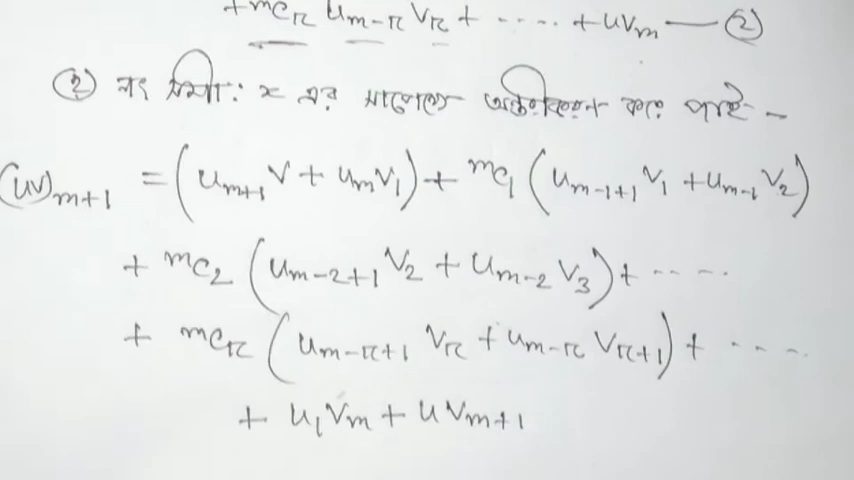 + mc_r u_{m-r} v_r + ..... + uv_m — (2)
(২) নং সমী: x এর সাপেক্ষে অন্তরীকরণ করে পাই -
(uv)_{m+1} = (u_{m+1} v + u_m v_1) + mc_1 (u_{m-1+1} v_1 + u_{m-1} v_2)
+ mc_2 (u_{m-2+1} v_2 + u_{m-2} v_3) + .....
+ mc_r (u_{m-r+1} v_r + u_{m-r} v_{r+1}) + ....
+ u_1 v_m + u v_{m+1}